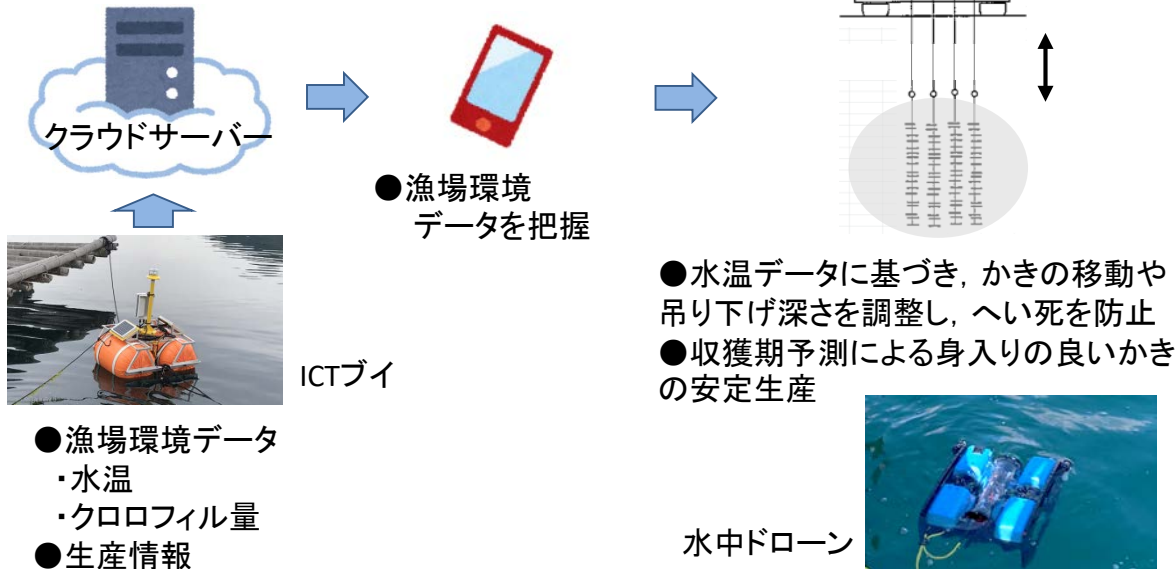 クラウドサーバー
●漁場環境
データを把握
●水温データに基づき，かきの移動や
吊り下げ深さを調整し，へい死を防止
●収獲期予測による身入りの良いかき
の安定生産
ICTブイ
●漁場環境データ
・水温
・クロロフィル量
●生産情報
水中ドローン